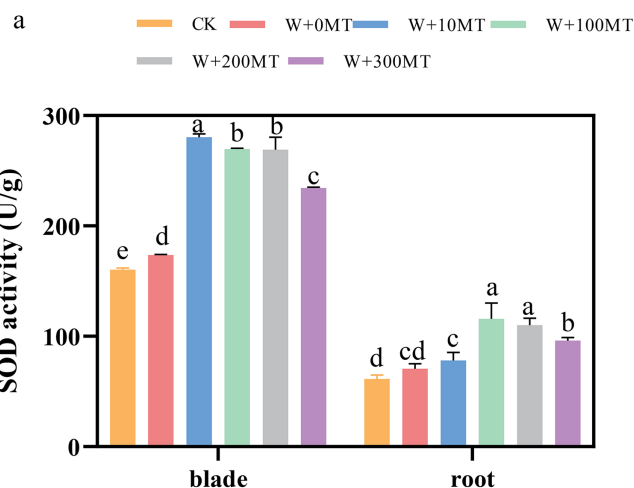 a
CK W+0MT W+10MT W+100MT
W+200MT W+300MT
SOD activity (U/g)
300
200
100
0
e d a b b c
d cd c a a b
blade root